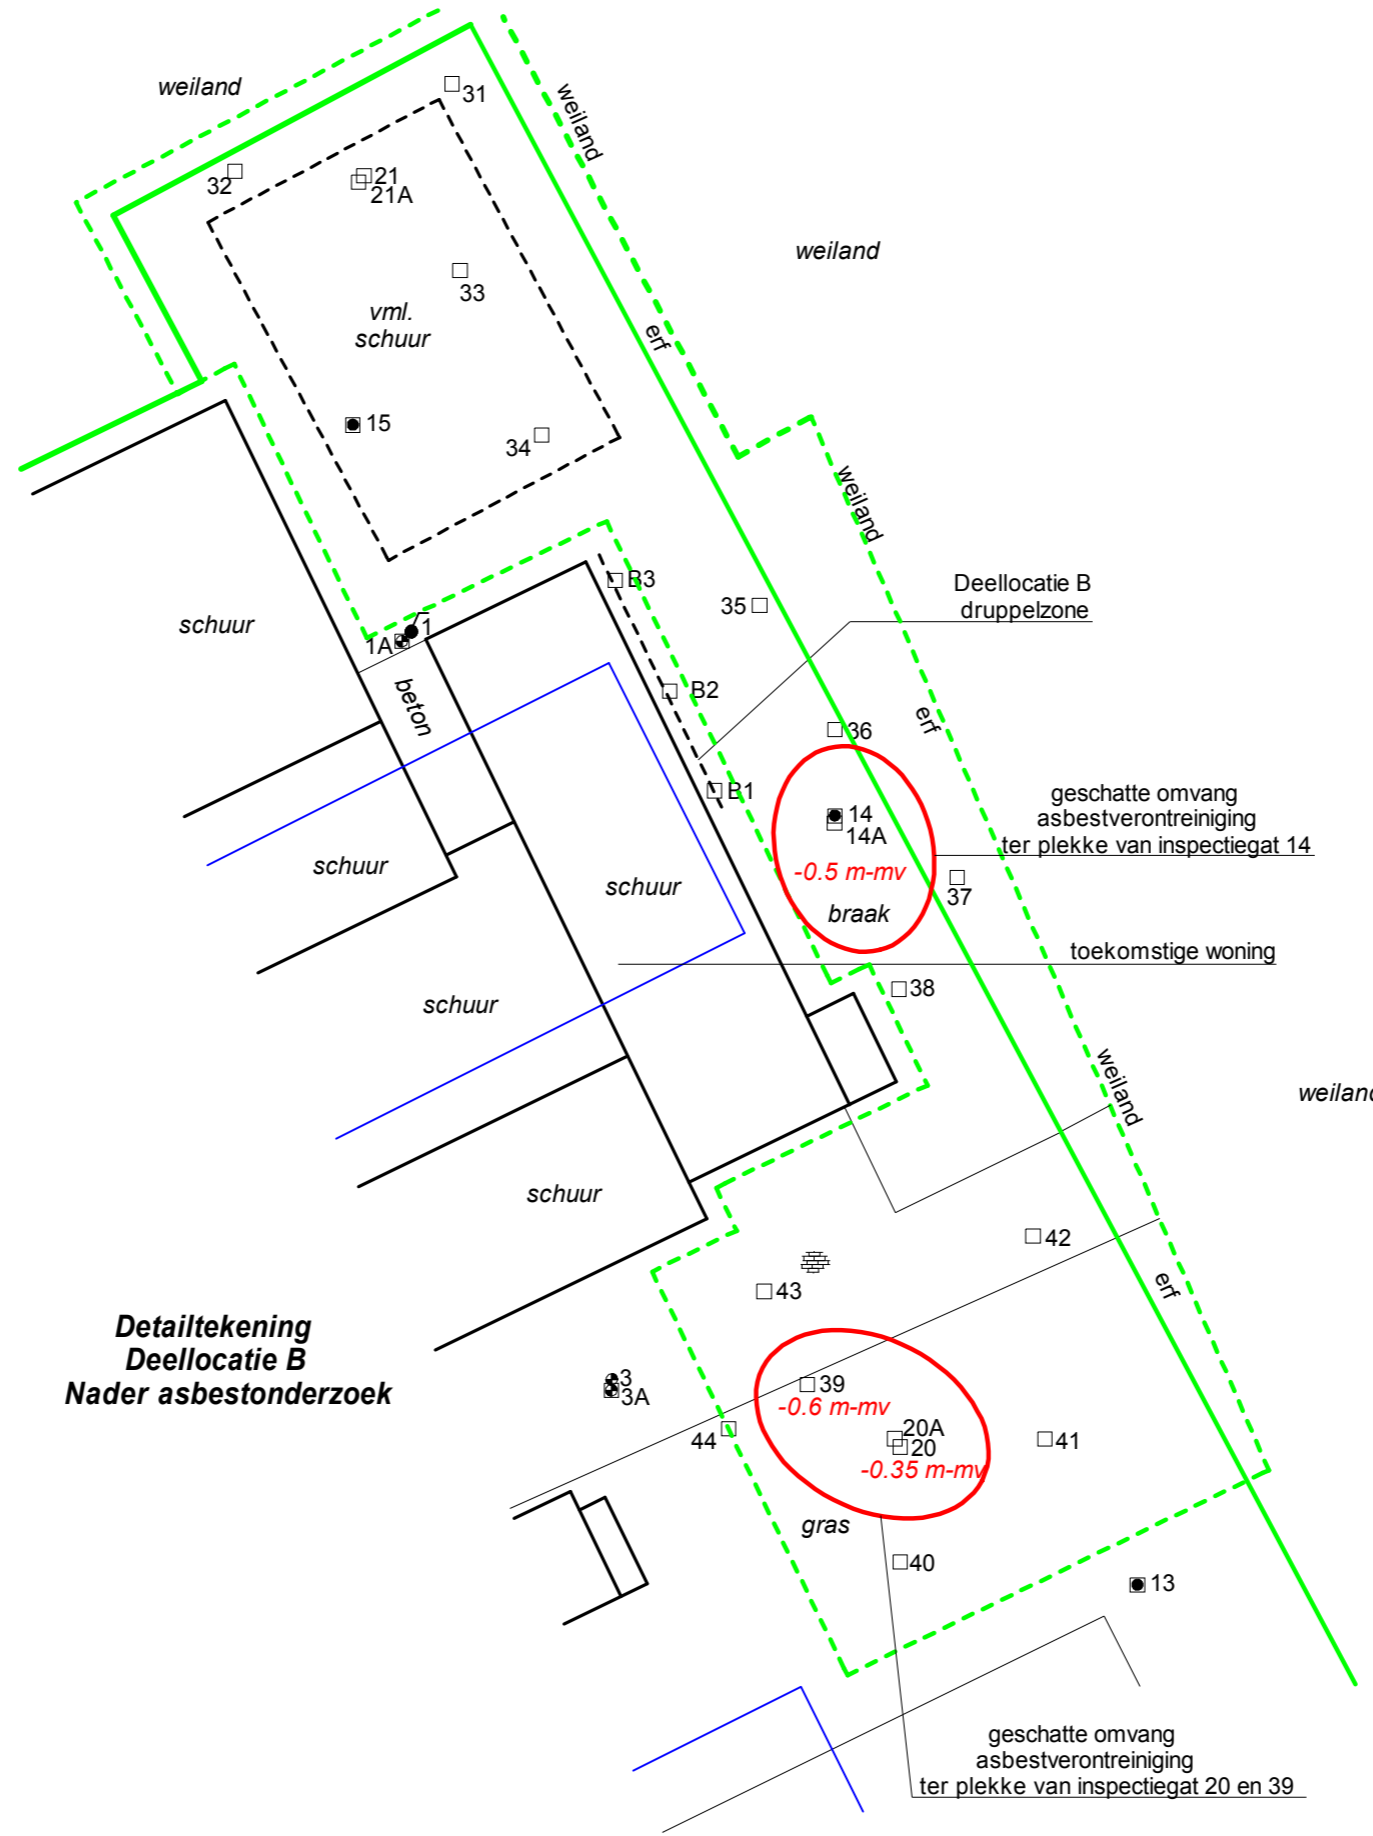 weiland
31
weiland
32
21
21A
weiland
33
vml.
schuur
erf
15
34
weiland
B3
Deellocatie B
druppelzone
35
schuur
1
1A
B2
beton
erf
36
B1
geschatte omvang
asbestverontreiniging
ter plekke van inspectiegat 14
14
14A
-0.5 m-mv
schuur
schuur
37
braak
toekomstige woning
38
schuur
weiland
weiland
schuur
42
43
erf
Detailtekening
Deellocatie B
Nader asbestonderzoek
3
3A
39
-0.6 m-mv
44
20A
20
41
-0.35 m-mv
gras
40
13
geschatte omvang
asbestverontreiniging
ter plekke van inspectiegat 20 en 39